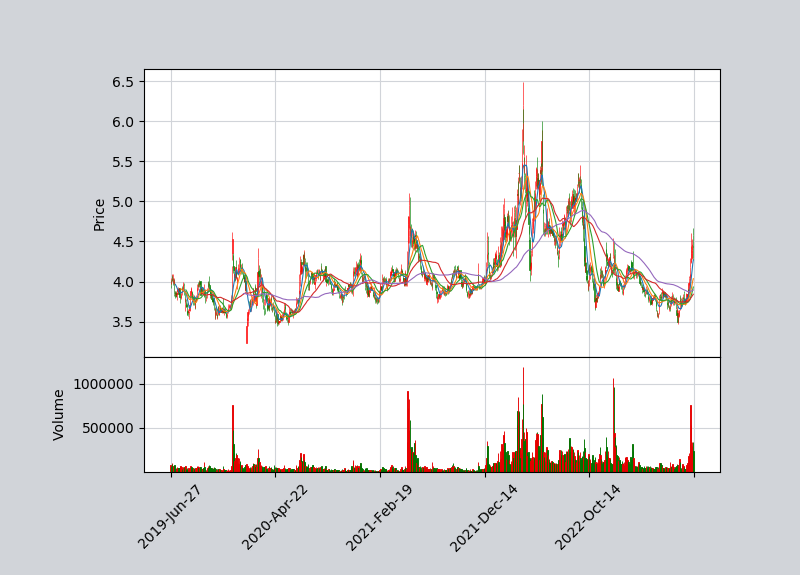 6.5
6.0
5.5
5.0
4.5
4.0
3.5
Price
1000000
500000
Volume
2019-Jun-27
2020-Apr-22
2021-Feb-19
2021-Dec-14
2022-Oct-14